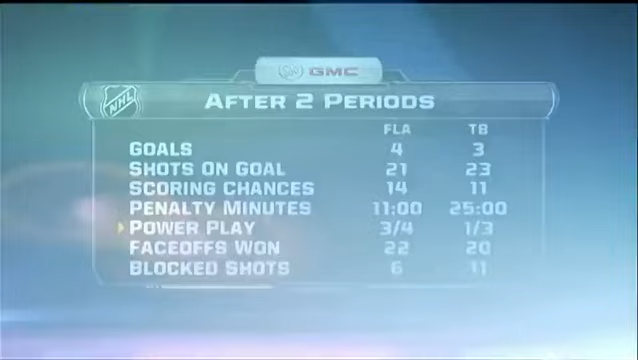 GMC
NHL
AFTER 2 PERIODS
FLA TB
GOALS 4 3
SHOTS ON GOAL 21 23
SCORING CHANCES 14 11
PENALTY MINUTES 11:00 25:00
POWER PLAY 3/4 1/3
FACEOFFS WON 22 20
BLOCKED SHOTS 6 11